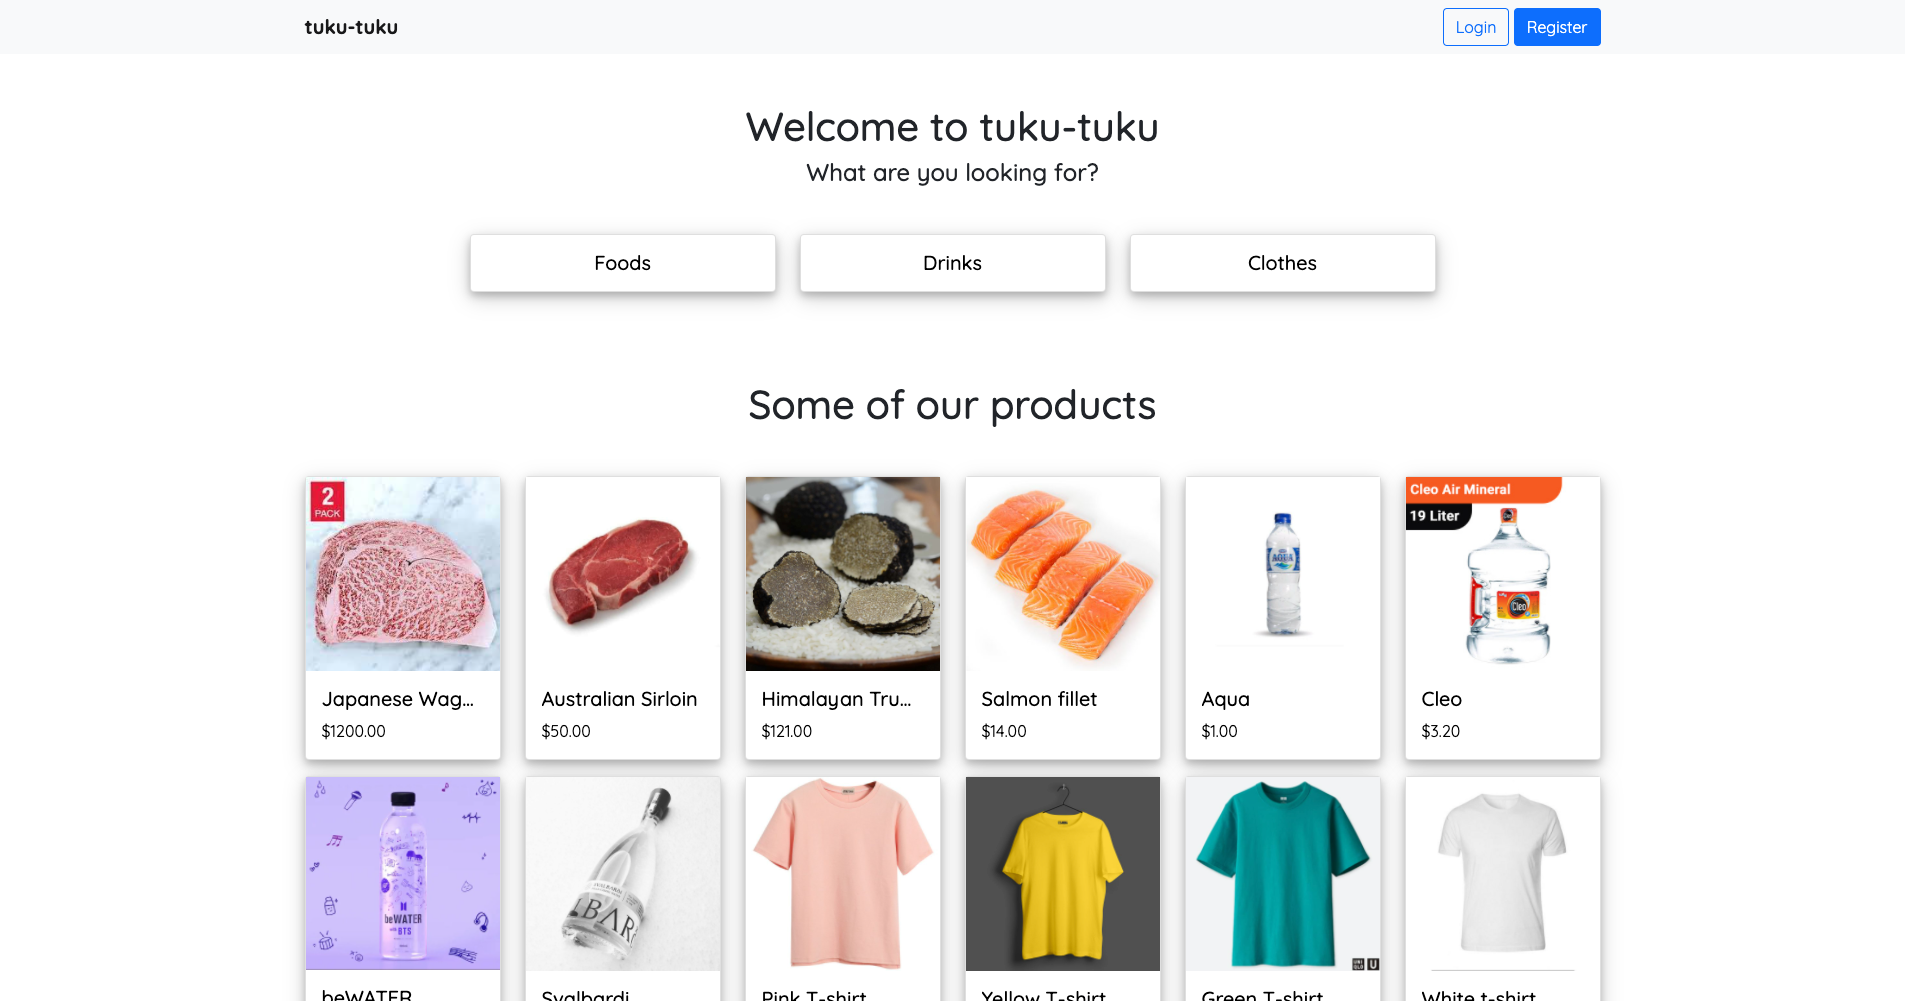 tuku-tuku
Login
Register
Welcome to tuku-tuku
What are you looking for?
Foods
Drinks
Clothes
Some of our products
2
PACK
Cleo Air Mineral
19 Liter
AQUA
Cleo
Japanese Wag...
$1200.00
Australian Sirloin
$50.00
Himalayan Tru...
$121.00
Salmon fillet
$14.00
Aqua
$1.00
Cleo
$3.20
beWATER
with BTS
SVALBARDI
LBAR
beWATER
Svalbardi
Pink T-shirt
Yellow T-shirt
Green T-shirt
White t-shirt